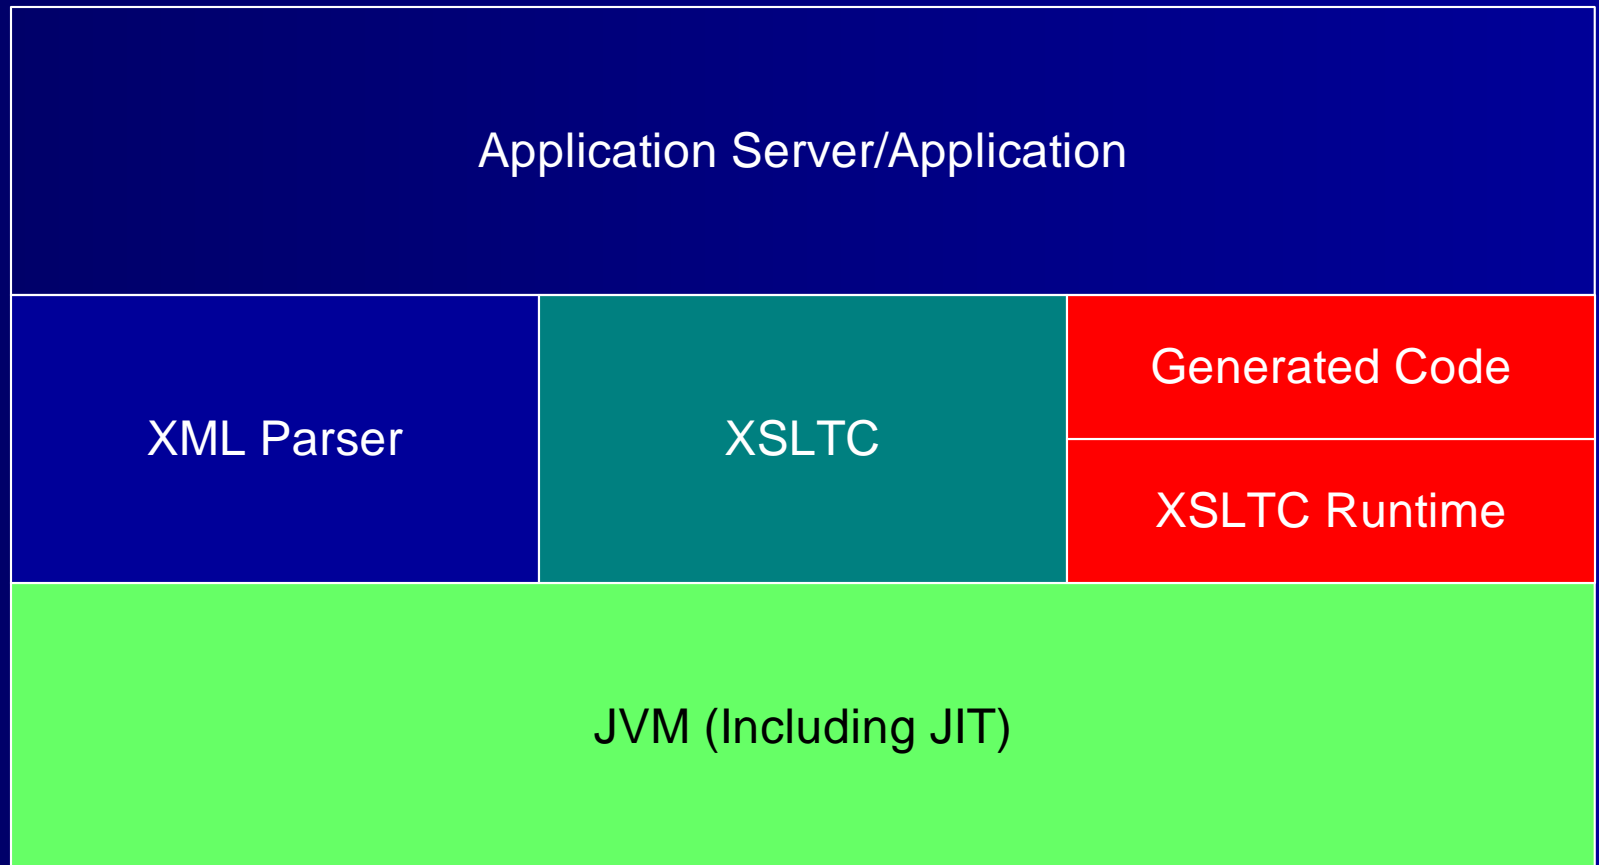 Application Server/Application
XML Parser
XSLTC
Generated Code
XSLTC Runtime
JVM (Including JIT)